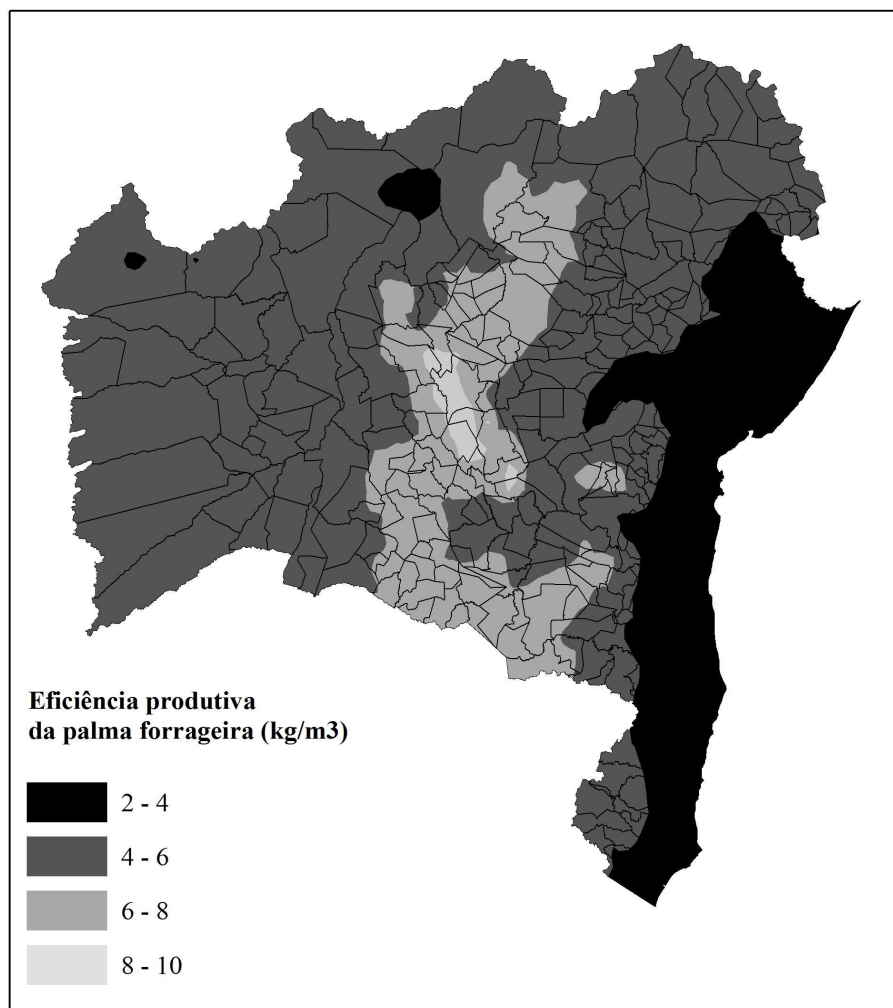 Eficiência produtiva
da palma forrageira (kg/m3)
2 - 4
4 - 6
6 - 8
8 - 10